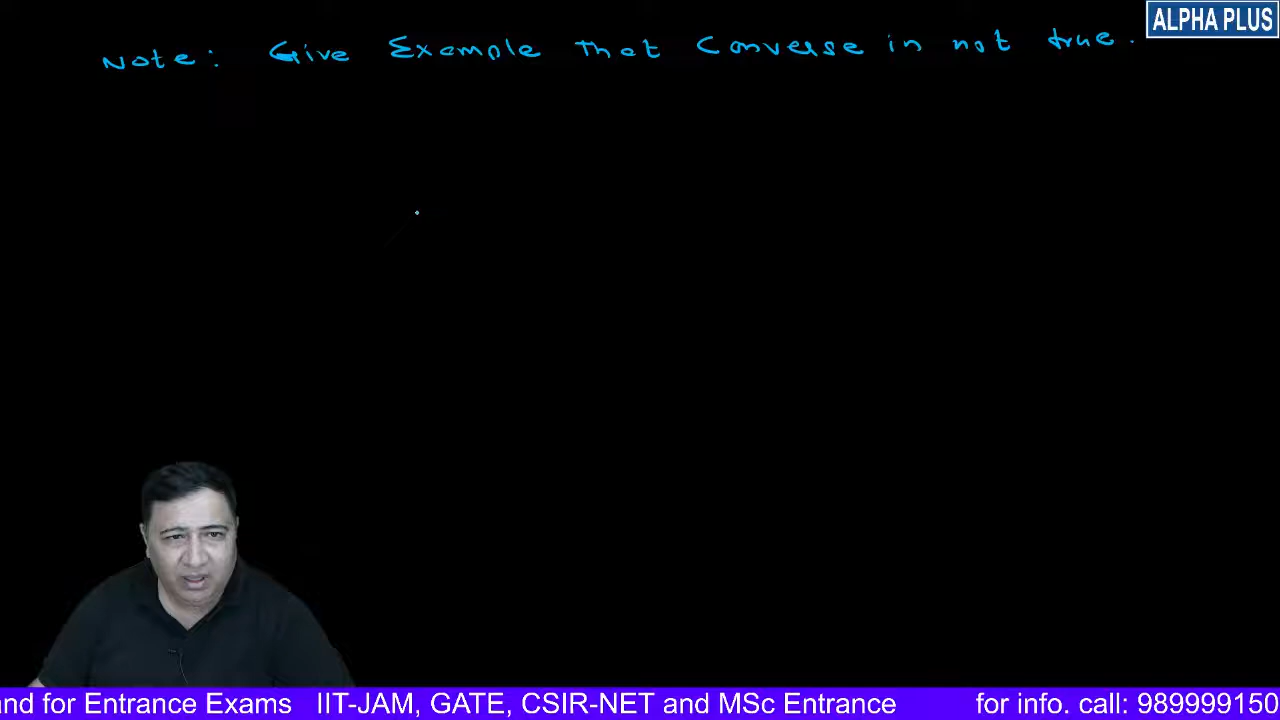 ALPHA PLUS
Note: Give Example That Converse in not true.
and for Entrance Exams IIT-JAM, GATE, CSIR-NET and MSc Entrance for info. call: 989999150